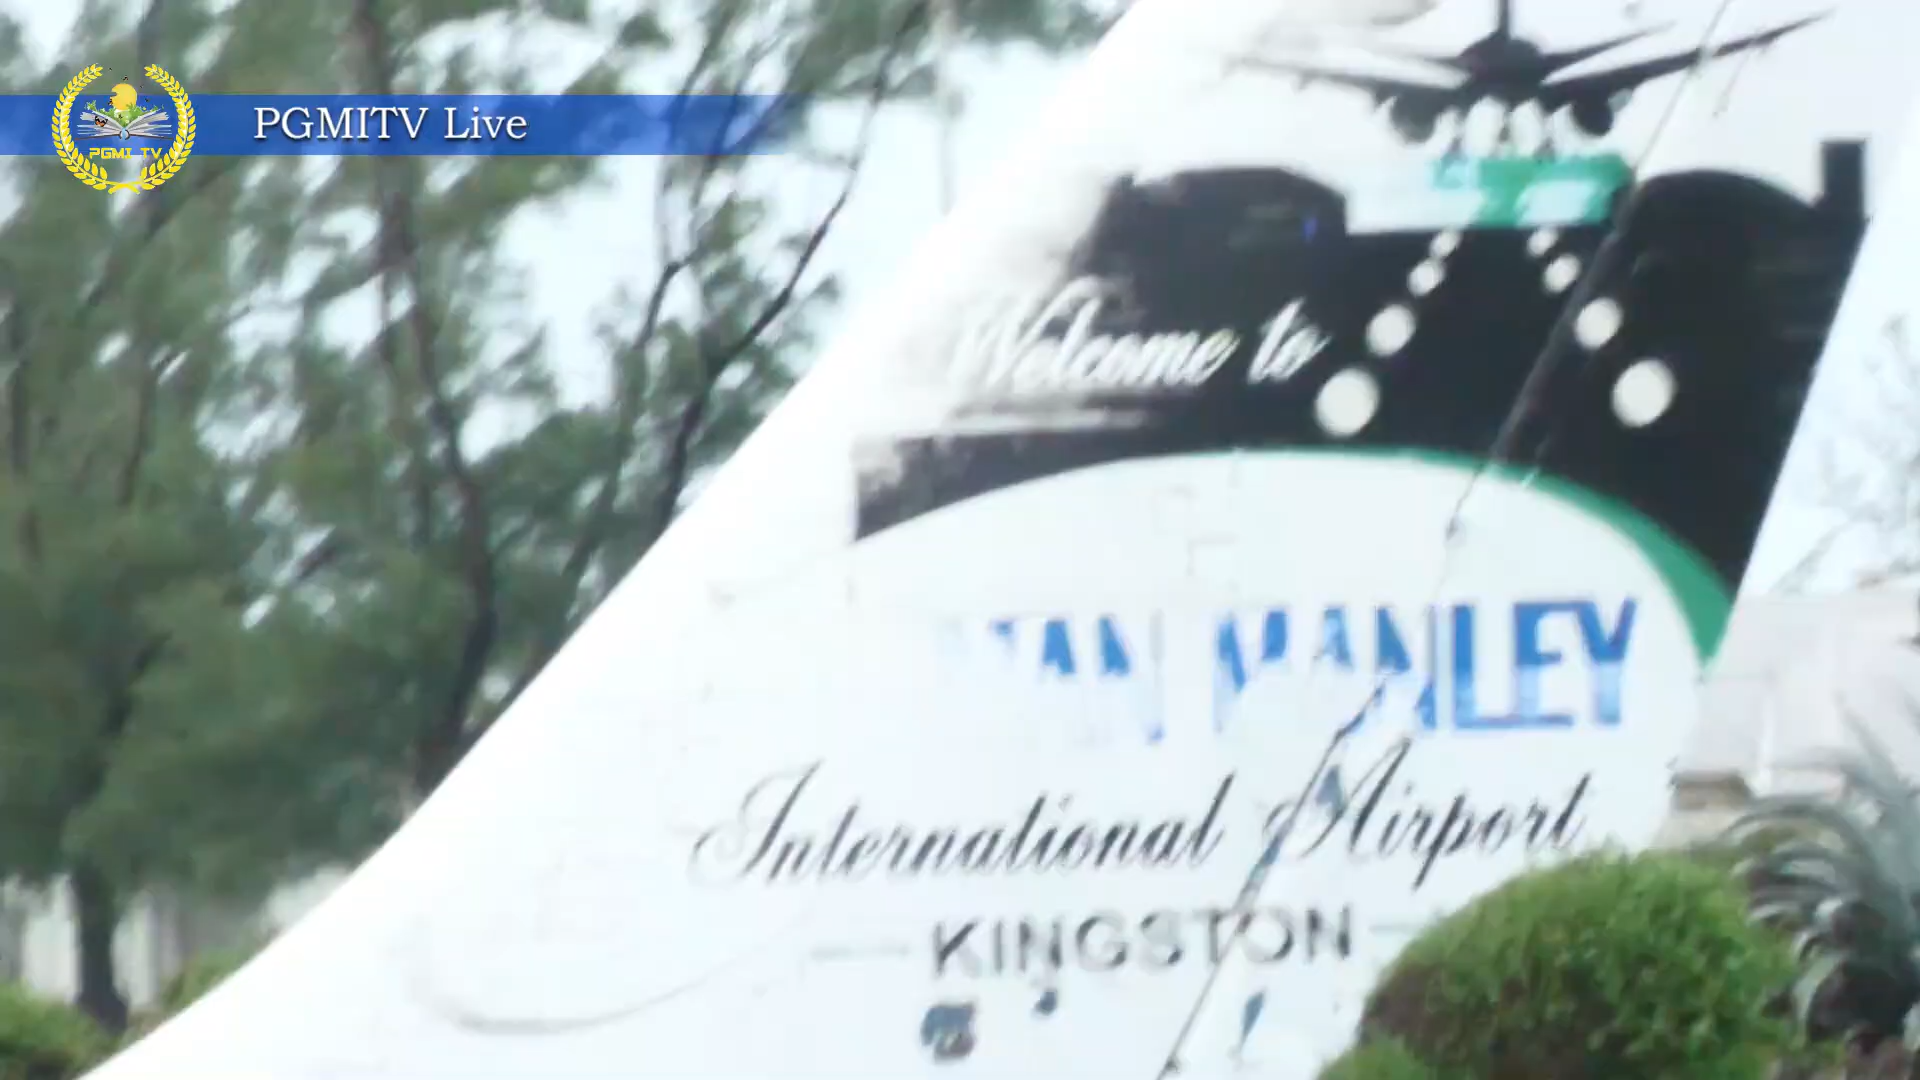 PGMITV Live
PGMI TV
Welcome to
MANLEY
International Airport
KINGSTON